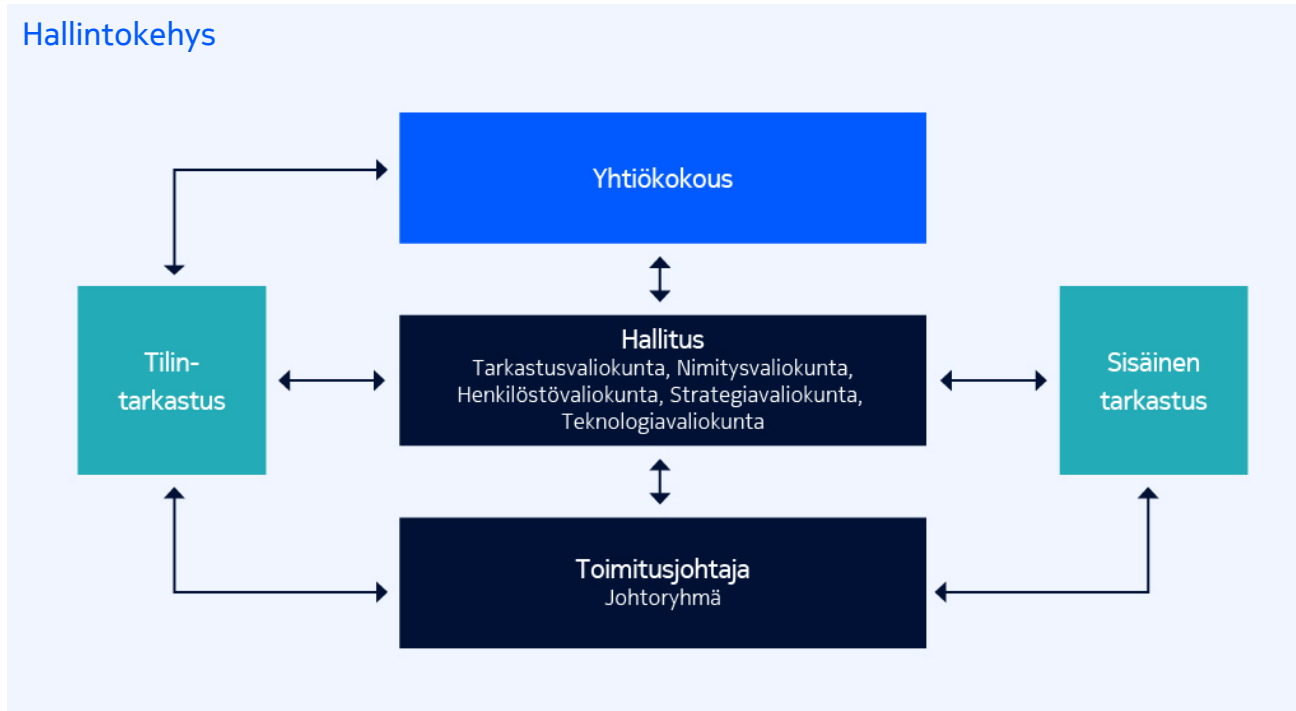 Hallintokehys
Yhtiökokous
Tilin-
tarkastus
Hallitus
Tarkastusvaliokunta, Nimitysvaliokunta,
Henkilöstövaliokunta, Strategiavaliokunta,
Teknologiavaliokunta
Sisäinen
tarkastus
Toimitusjohtaja
Johtoryhmä